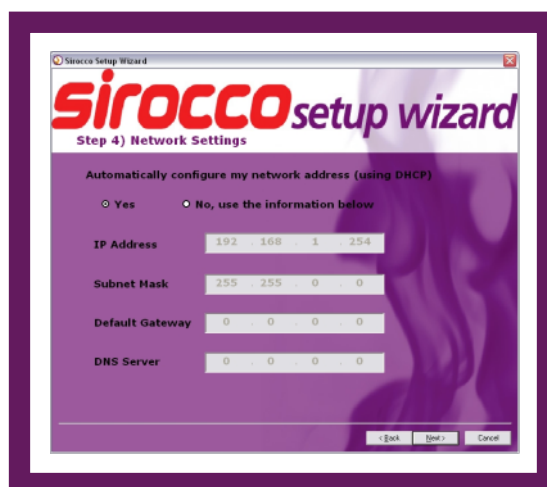 Sirocco Setup Wizard
sirocco setup wizard
Step 4) Network Settings
Automatically configure my network address (using DHCP)
Yes No, use the information below
IP Address 192 . 168 . 1 . 254
Subnet Mask 255 . 255 . 0 . 0
Default Gateway 0 . 0 . 0 . 0
DNS Server 0 . 0 . 0 . 0
< Back Next > Cancel